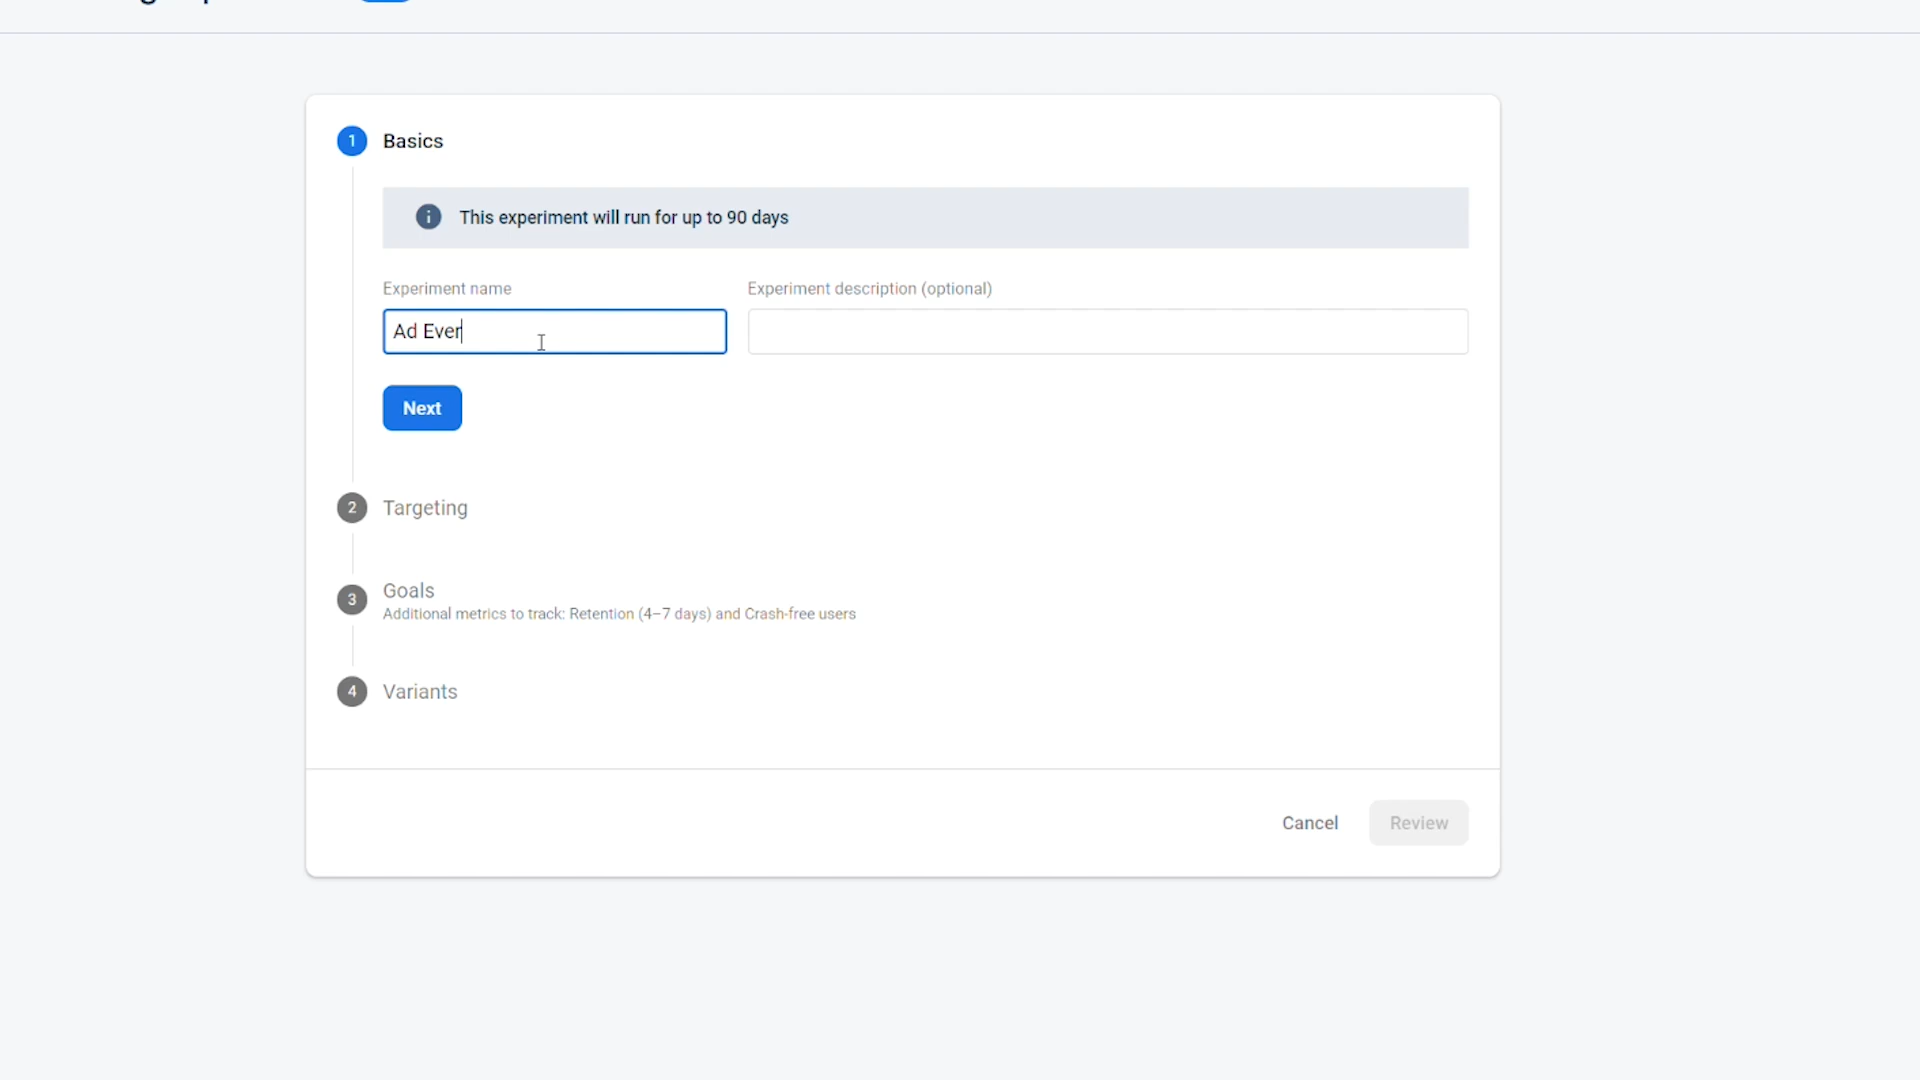 1 Basics
This experiment will run for up to 90 days
Experiment name Experiment description (optional)
Ad Ever
Next
2 Targeting
3 Goals
Additional metrics to track: Retention (4–7 days) and Crash-free users
4 Variants
Cancel Review